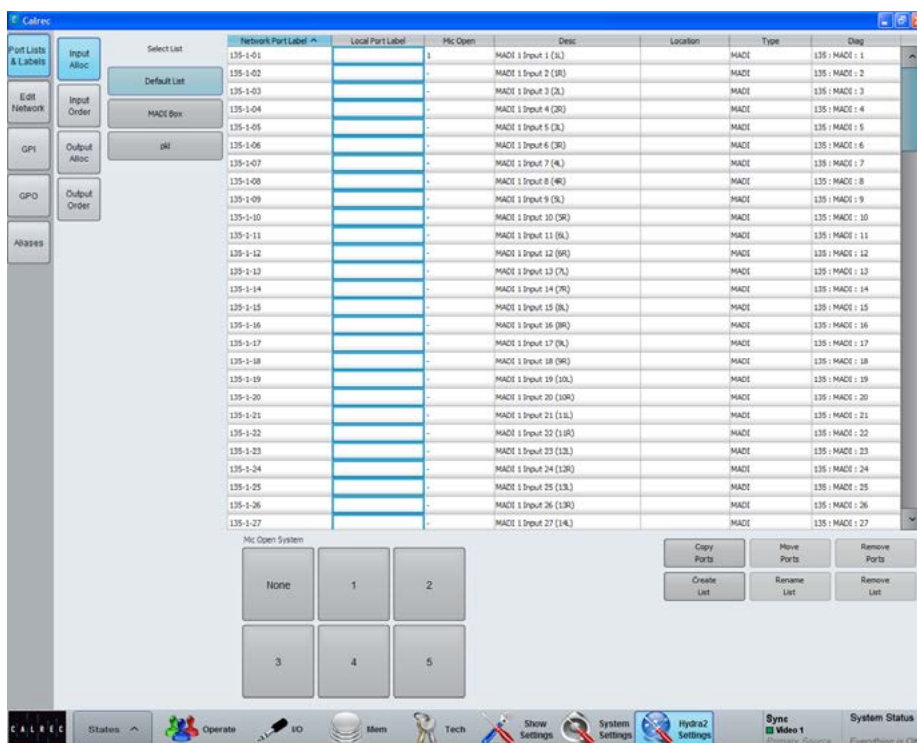 Calrec
Port Lists & Labels
Edit Network
GPI
GPO
Aliases
Input Alloc
Input Order
Output Alloc
Output Order
Select List
Default List
MADI Box
pkl
Network Port Label Local Port Label Mic Open Desc Location Type Diag
135-1-01 1 MADI 1 Input 1 (1L) MADI 135 : MADI : 1
135-1-02 - MADI 1 Input 2 (1R) MADI 135 : MADI : 2
135-1-03 - MADI 1 Input 3 (2L) MADI 135 : MADI : 3
135-1-04 - MADI 1 Input 4 (2R) MADI 135 : MADI : 4
135-1-05 - MADI 1 Input 5 (3L) MADI 135 : MADI : 5
135-1-06 - MADI 1 Input 6 (3R) MADI 135 : MADI : 6
135-1-07 - MADI 1 Input 7 (4L) MADI 135 : MADI : 7
135-1-08 - MADI 1 Input 8 (4R) MADI 135 : MADI : 8
135-1-09 - MADI 1 Input 9 (5L) MADI 135 : MADI : 9
135-1-10 - MADI 1 Input 10 (5R) MADI 135 : MADI : 10
135-1-11 - MADI 1 Input 11 (6L) MADI 135 : MADI : 11
135-1-12 - MADI 1 Input 12 (6R) MADI 135 : MADI : 12
135-1-13 - MADI 1 Input 13 (7L) MADI 135 : MADI : 13
135-1-14 - MADI 1 Input 14 (7R) MADI 135 : MADI : 14
135-1-15 - MADI 1 Input 15 (8L) MADI 135 : MADI : 15
135-1-16 - MADI 1 Input 16 (8R) MADI 135 : MADI : 16
135-1-17 - MADI 1 Input 17 (9L) MADI 135 : MADI : 17
135-1-18 - MADI 1 Input 18 (9R) MADI 135 : MADI : 18
135-1-19 - MADI 1 Input 19 (10L) MADI 135 : MADI : 19
135-1-20 - MADI 1 Input 20 (10R) MADI 135 : MADI : 20
135-1-21 - MADI 1 Input 21 (11L) MADI 135 : MADI : 21
135-1-22 - MADI 1 Input 22 (11R) MADI 135 : MADI : 22
135-1-23 - MADI 1 Input 23 (12L) MADI 135 : MADI : 23
135-1-24 - MADI 1 Input 24 (12R) MADI 135 : MADI : 24
135-1-25 - MADI 1 Input 25 (13L) MADI 135 : MADI : 25
135-1-26 - MADI 1 Input 26 (13R) MADI 135 : MADI : 26
135-1-27 - MADI 1 Input 27 (14L) MADI 135 : MADI : 27
Mic Open System
None 1 2
3 4 5
Copy Ports
Move Ports
Remove Ports
Create List
Rename List
Remove List
CALREC
States
Operate
I/O
Mem
Tech
Show Settings
System Settings
Hydra2 Settings
Sync
Video 1
Primary Source
System Status
Everything is OK